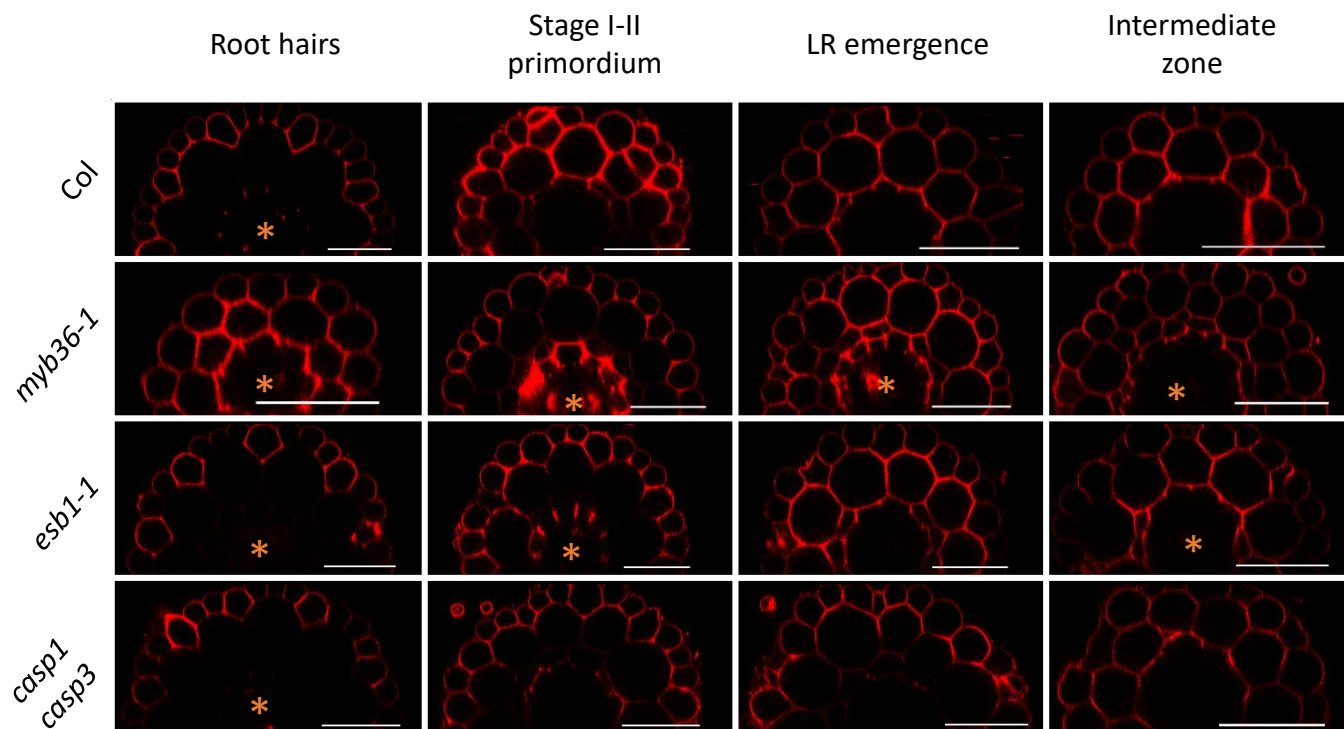 Root hairs
Stage I-II
primordium
LR emergence
Intermediate
zone
Col
*
myb36-1
*
*
*
*
esb1-1
*
*
*
casp1
casp3
*